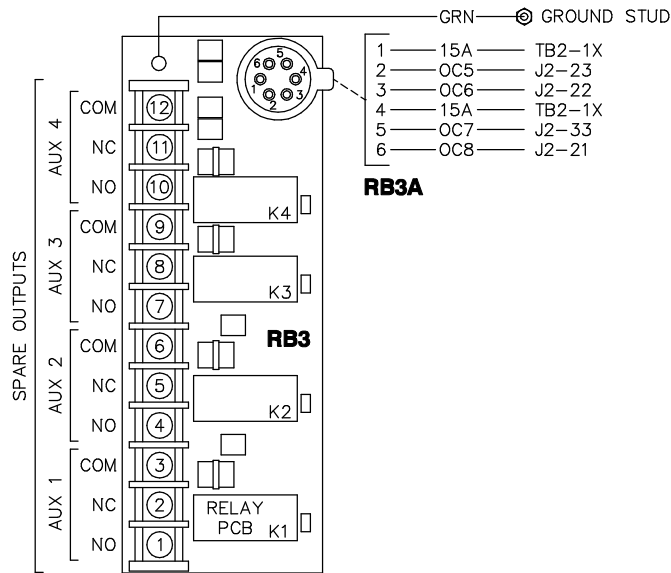 GRN GROUND STUD
1 15A TB2-1X
2 OC5 J2-23
3 OC6 J2-22
4 15A TB2-1X
5 OC7 J2-33
6 OC8 J2-21
RB3A
5
6 4
1 3
2
SPARE OUTPUTS
AUX 4
COM 12
NC 11
NO 10
K4
AUX 3
COM 9
NC 8
NO 7
K3
RB3
AUX 2
COM 6
NC 5
NO 4
K2
AUX 1
COM 3
NC 2
NO 1
RELAY
PCB K1